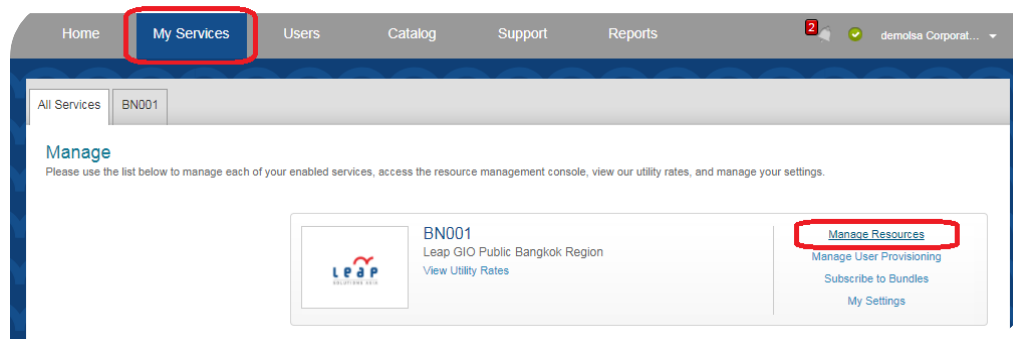 Home My Services Users Catalog Support Reports 2 demolsa Corporat...
All Services BN001
Manage
Please use the list below to manage each of your enabled services, access the resource management console, view our utility rates, and manage your settings.
BN001
Leap GIO Public Bangkok Region
View Utility Rates
LEAP
SOLUTIONS ASIA
Manage Resources
Manage User Provisioning
Subscribe to Bundles
My Settings